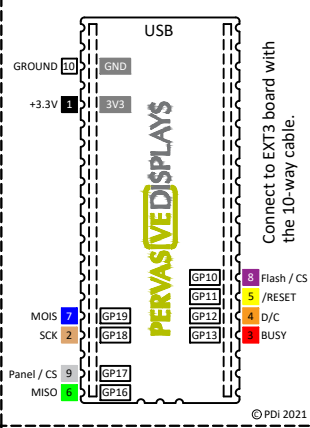 USB
GROUND 10 GND
+3.3V 1 3V3
Connect to EXT3 board with
the 10-way cable.
PERVASIVE DISPLAYS
GP10 8 Flash / CS
GP11 5 /RESET
MOIS 7 GP19 GP12 4 D/C
SCK 2 GP18 GP13 3 BUSY
Panel / CS 9 GP17
MISO 6 GP16
© PDi 2021